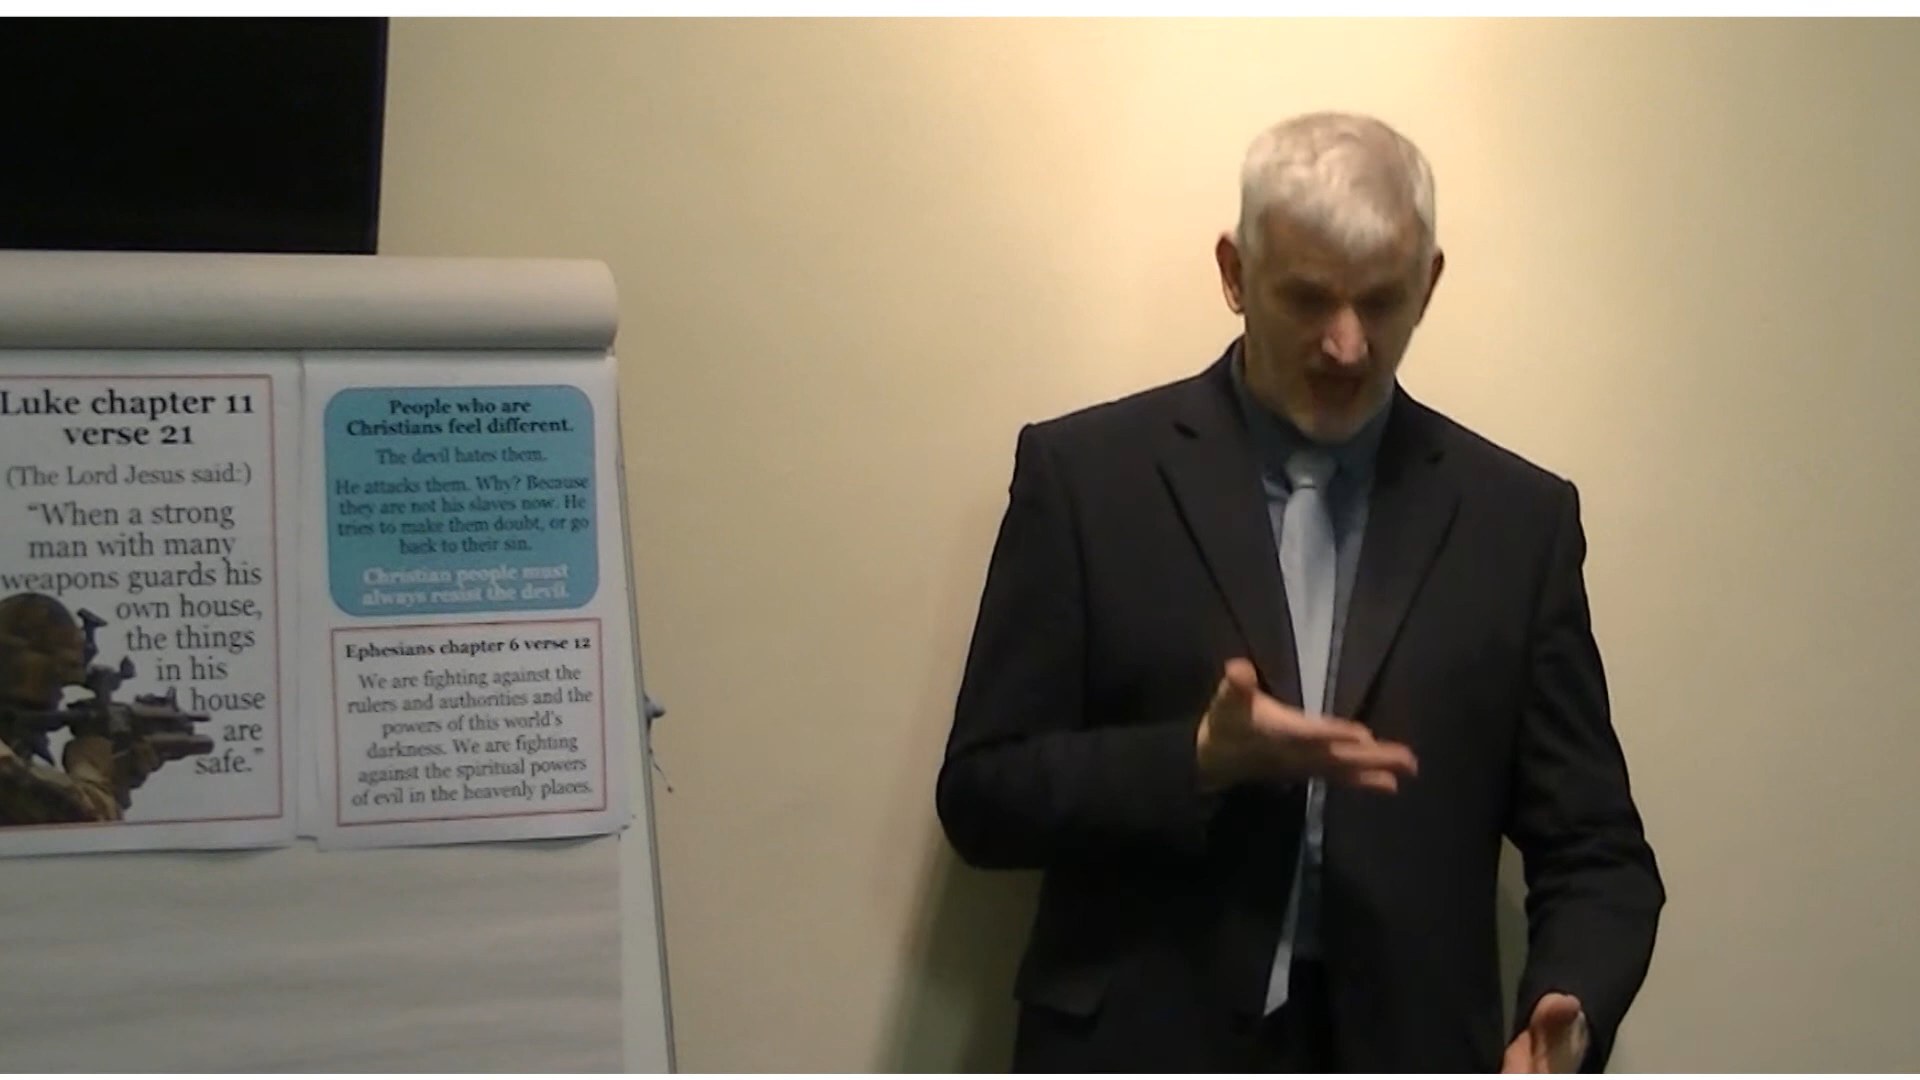 Luke chapter 11
verse 21
(The Lord Jesus said:)
“When a strong
man with many
weapons guards his
own house,
the things
in his
house
are
safe.”
People who are
Christians feel different.
The devil hates them.
He attacks them. Why? Because
they are not his slaves now. He
tries to make them doubt, or go
back to their sin.
Christian people must
always resist the devil.
Ephesians chapter 6 verse 12
We are fighting against the
rulers and authorities and the
powers of this world's
darkness. We are fighting
against the spiritual powers
of evil in the heavenly places.